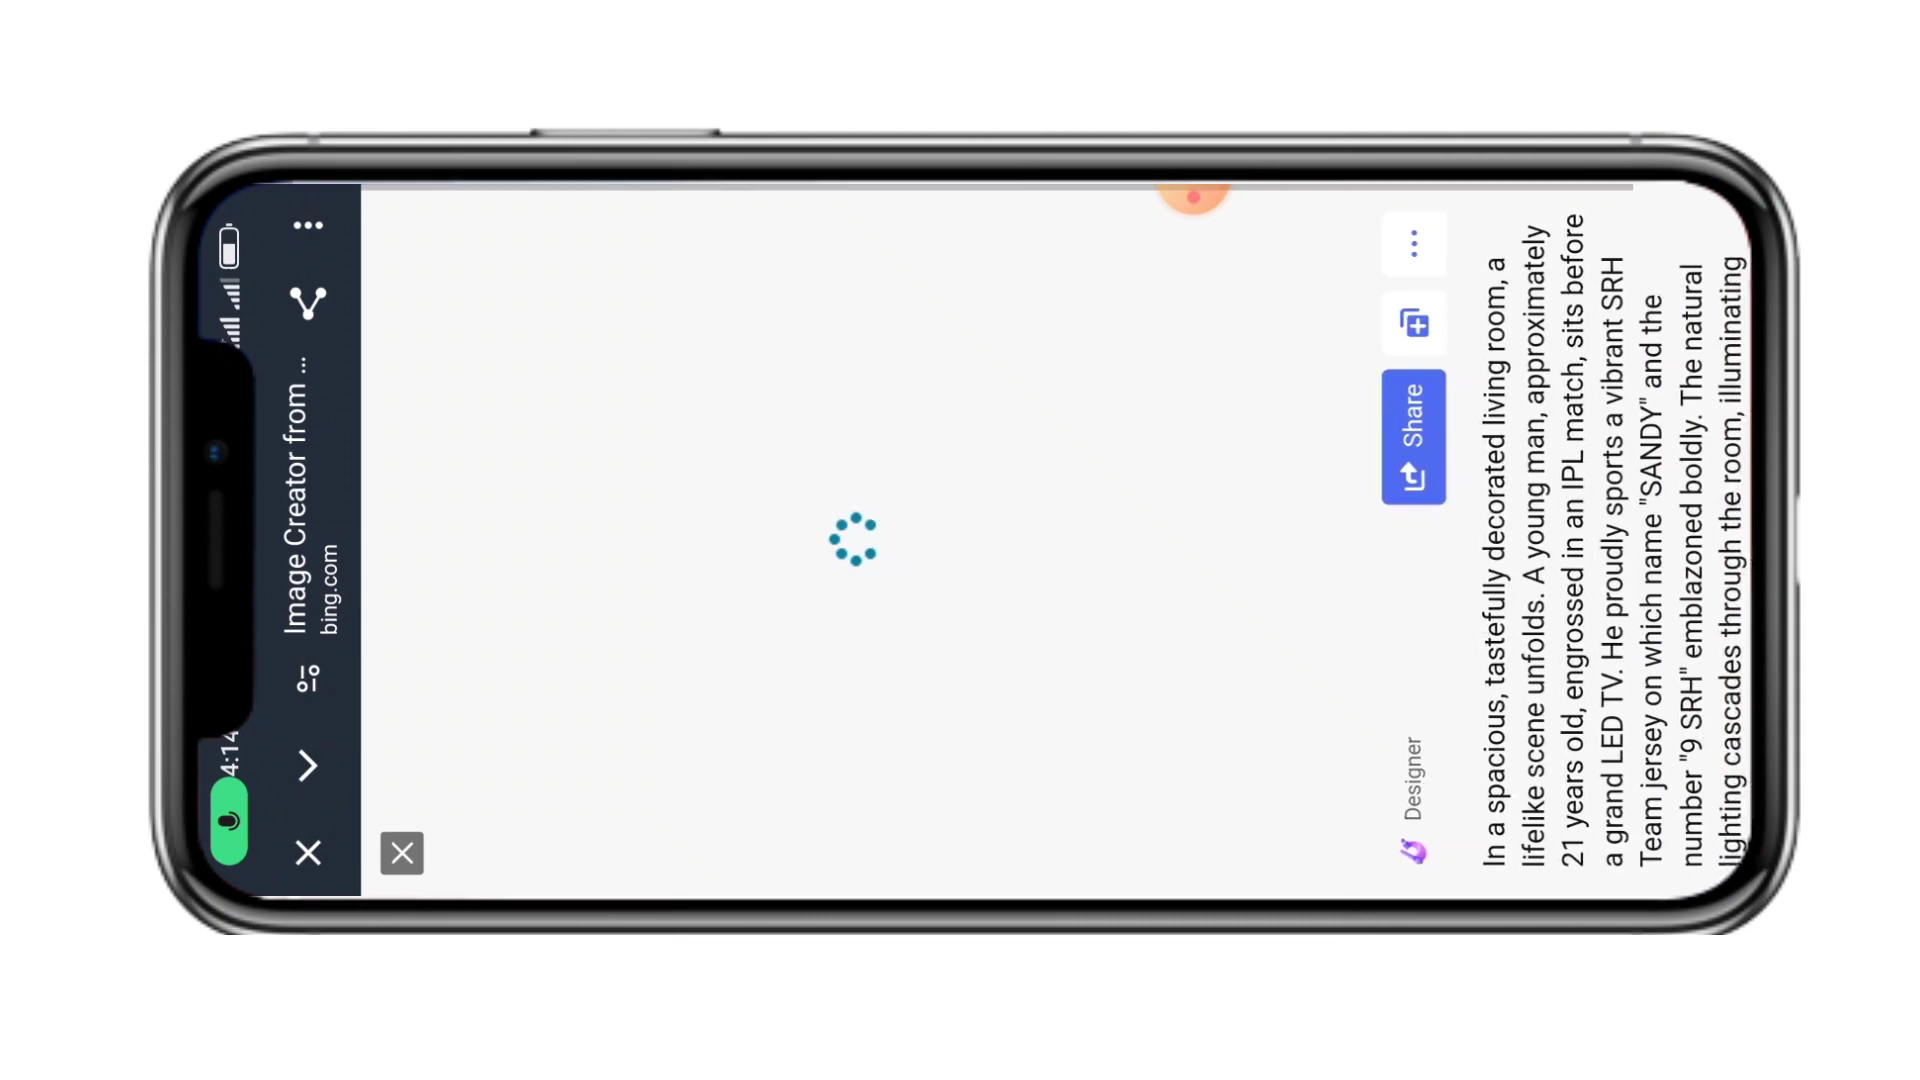 4:14
Image Creator from ...
bing.com
Designer
Share
In a spacious, tastefully decorated living room, a
lifelike scene unfolds. A young man, approximately
21 years old, engrossed in an IPL match, sits before
a grand LED TV. He proudly sports a vibrant SRH
Team jersey on which name "SANDY" and the
number "9 SRH" emblazoned boldly. The natural
lighting cascades through the room, illuminating